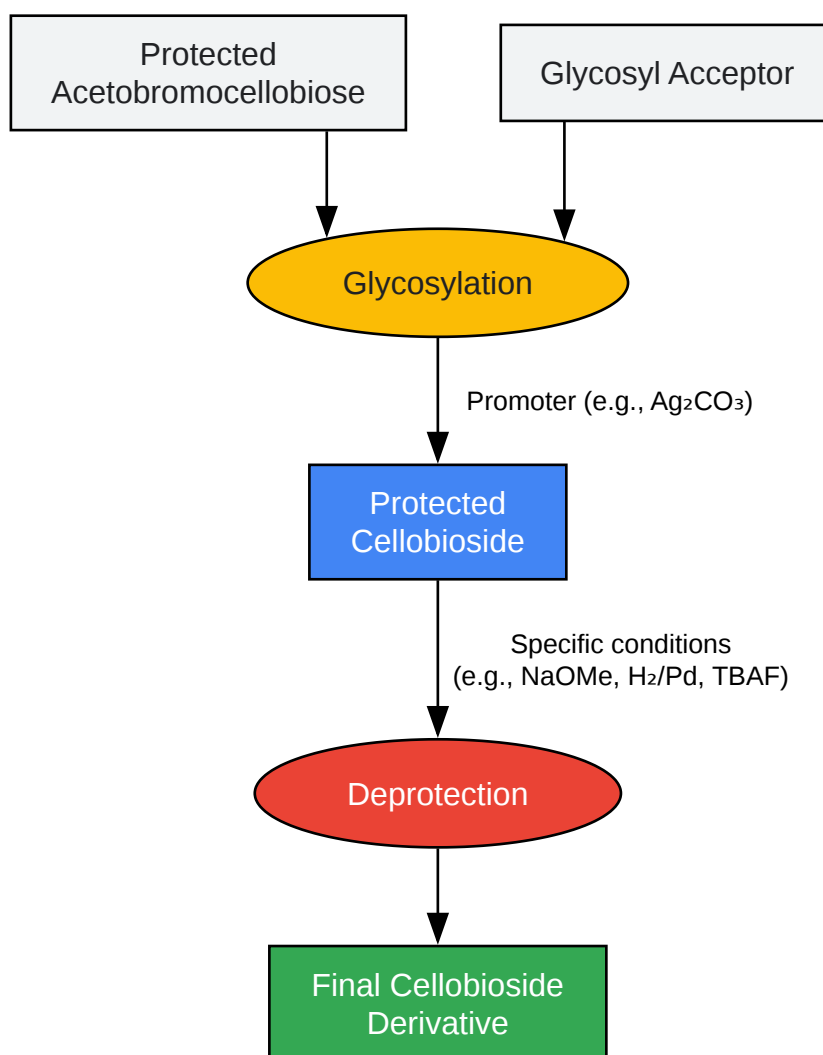 Protected
Acetobromocellobiose
Glycosyl Acceptor
Glycosylation
Promoter (e.g., Ag₂CO₃)
Protected
Cellobioside
Specific conditions
(e.g., NaOMe, H₂/Pd, TBAF)
Deprotection
Final Cellobioside
Derivative